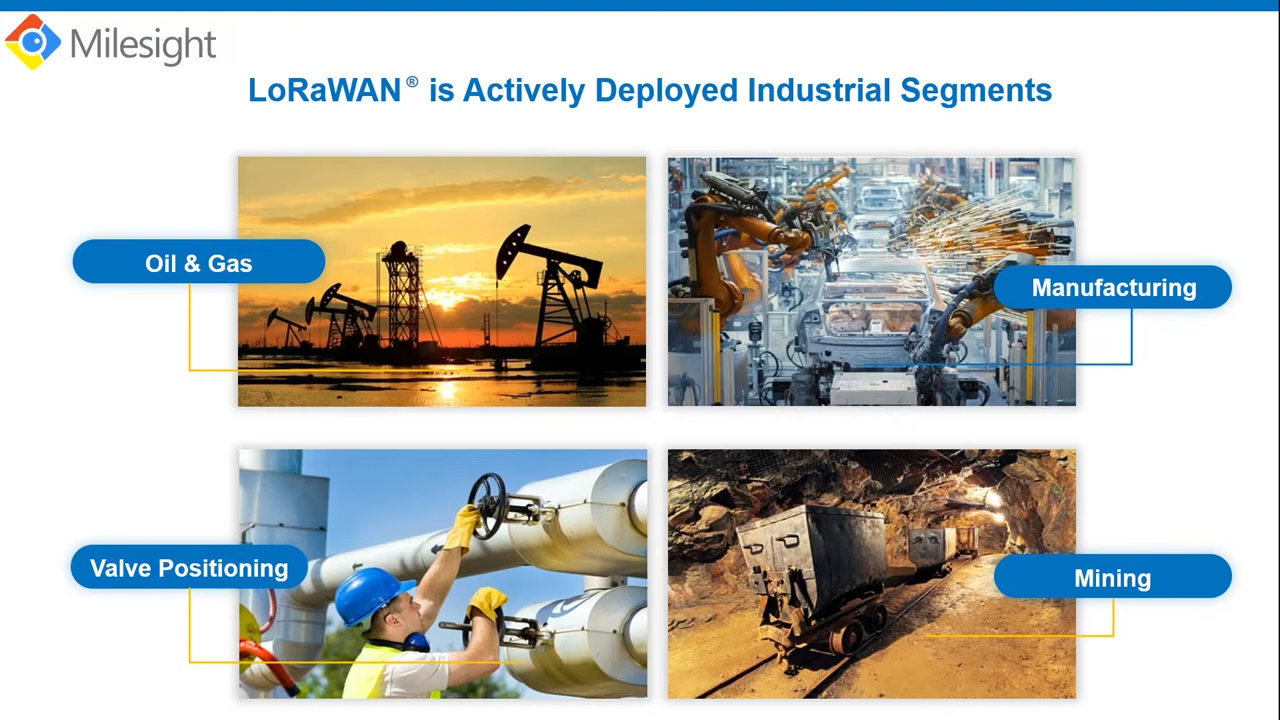 Milesight
LoRaWAN® is Actively Deployed Industrial Segments
Oil & Gas
Manufacturing
Valve Positioning
Mining